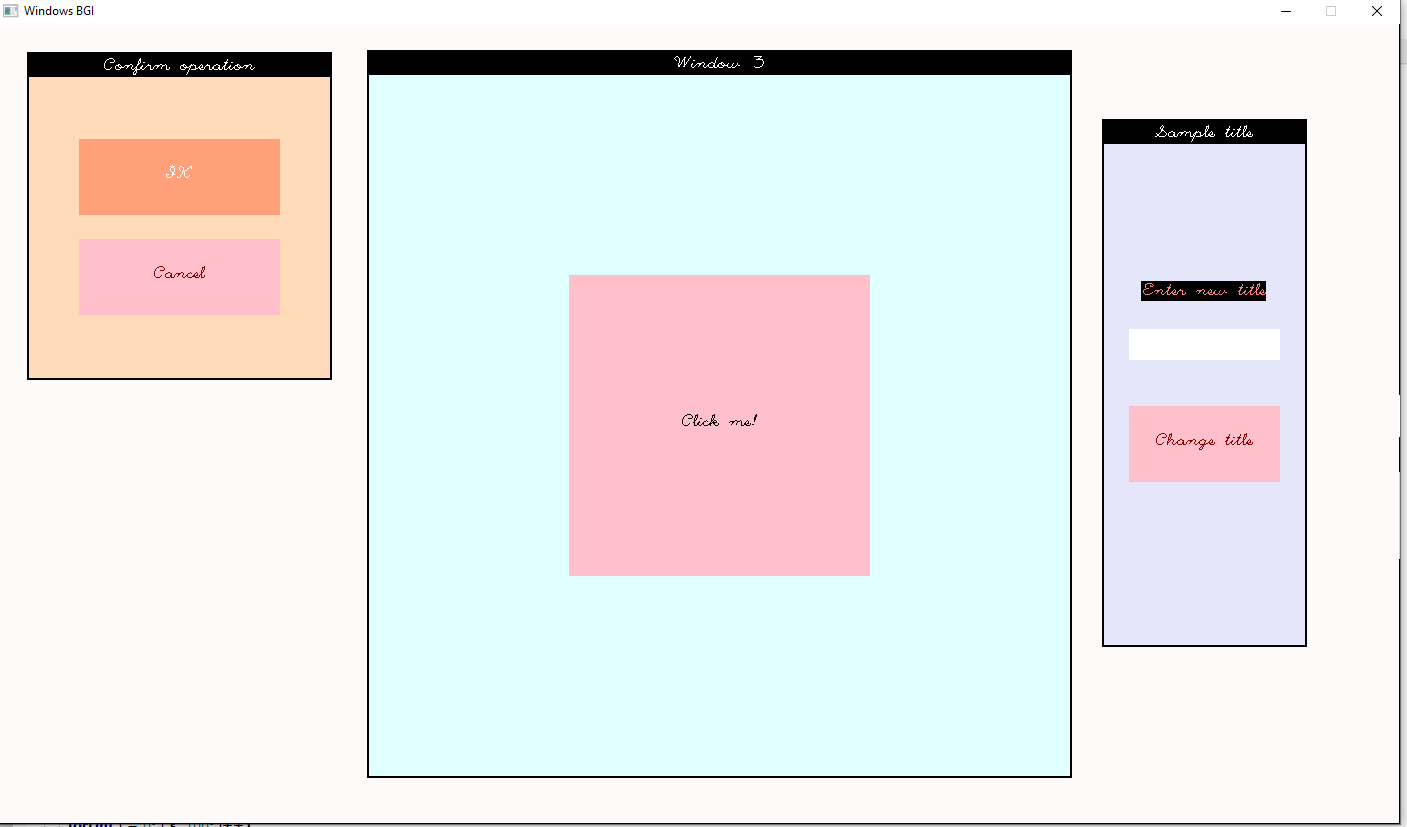 Windows BGI
Confirm operation
Window 3
Sample title
Cancel
Enter new title
Click me!
Change title